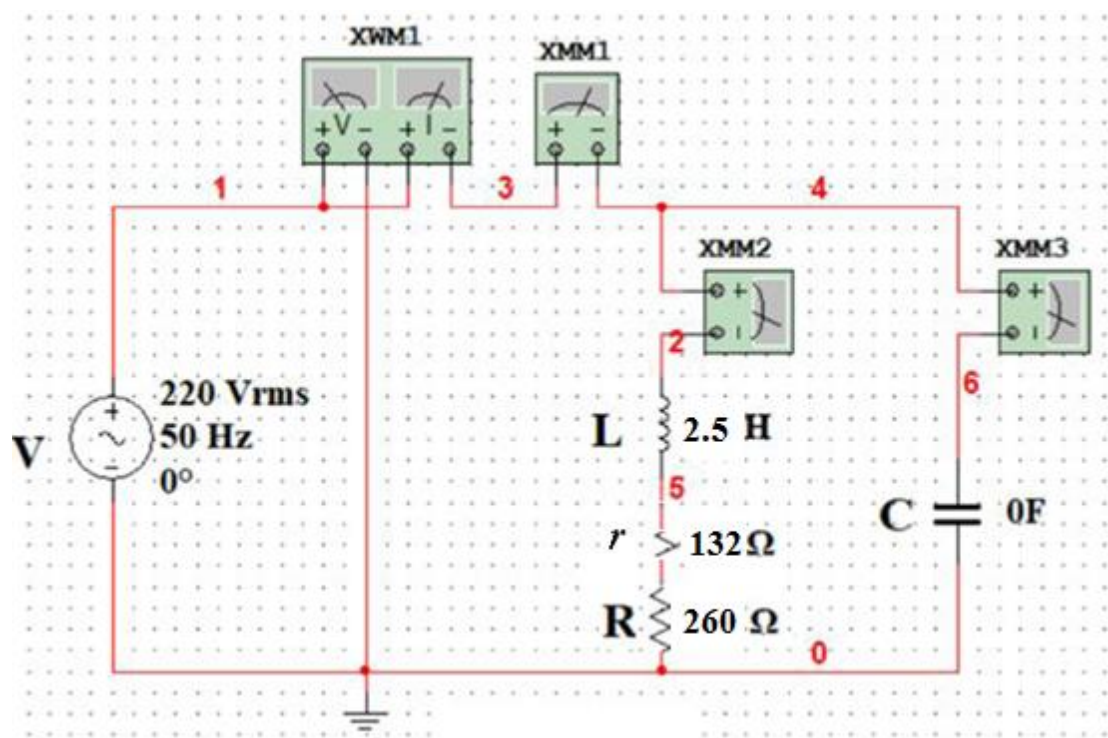 XWM1
XMM1
+ V - + I -
+ -
1
3
4
XMM2
XMM3
+
I
2
+
I
6
220 Vrms
50 Hz
0°
V
+
~
-
L
2.5 H
5
C
0F
r
132Ω
R
260 Ω
0